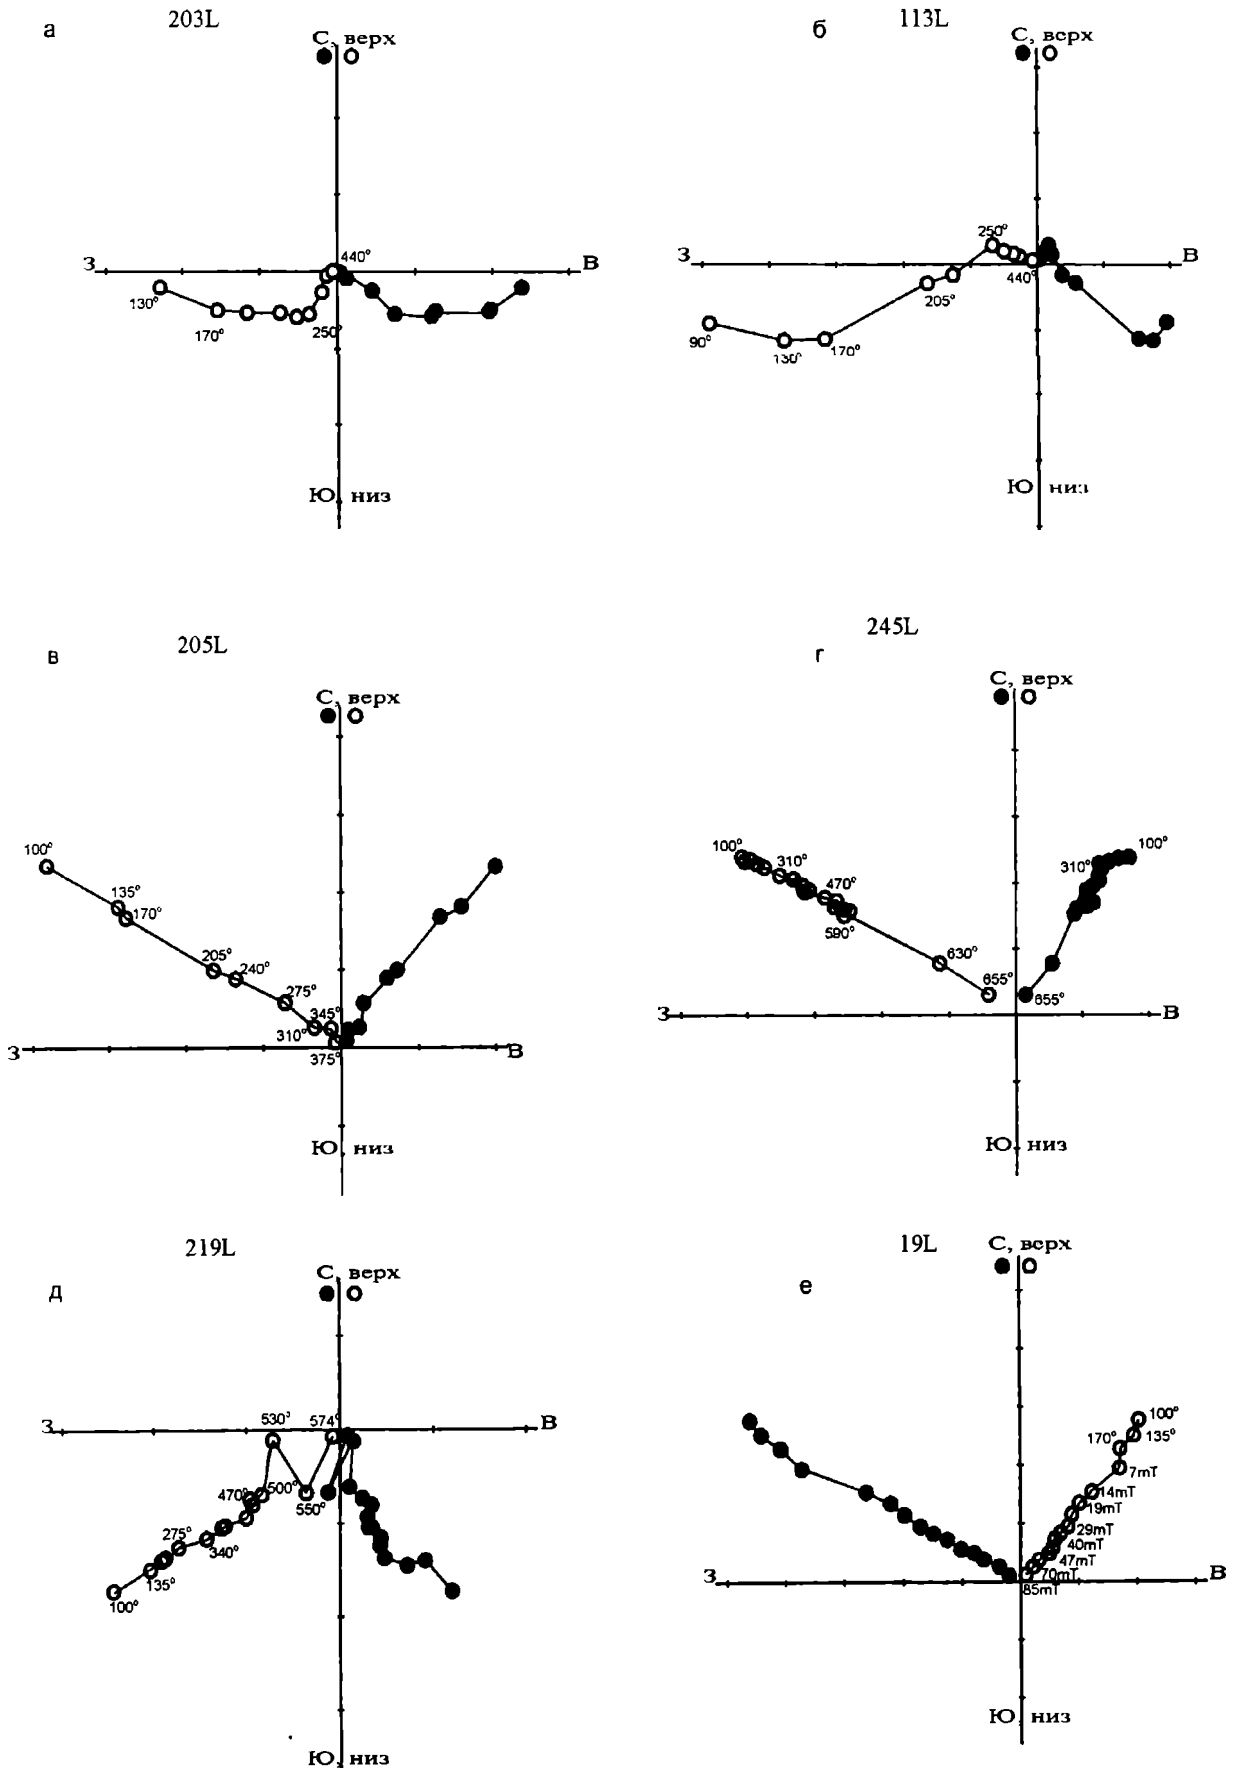 а
203L
С, верх
З
В
440°
130°
170°
250°
Ю, низ
б
113L
С, верх
250°
З
В
440°
205°
90°
130°
170°
Ю низ
в
205L
С, верх
100°
135°
170°
205°
240°
275°
345°
310°
375°
З
В
Ю, низ
г
245L
С, верх
100°
310°
470°
590°
630°
655°
310°
100°
655°
З
В
Ю, низ
д
219L
С, верх
З
В
530°
574°
470°
500°
550°
275°
340°
135°
100°
Ю, низ
е
19L
С, верх
100°
170°
135°
7mT
14mT
19mT
29mT
40mT
47mT
70mT
85mT
З
В
Ю, низ